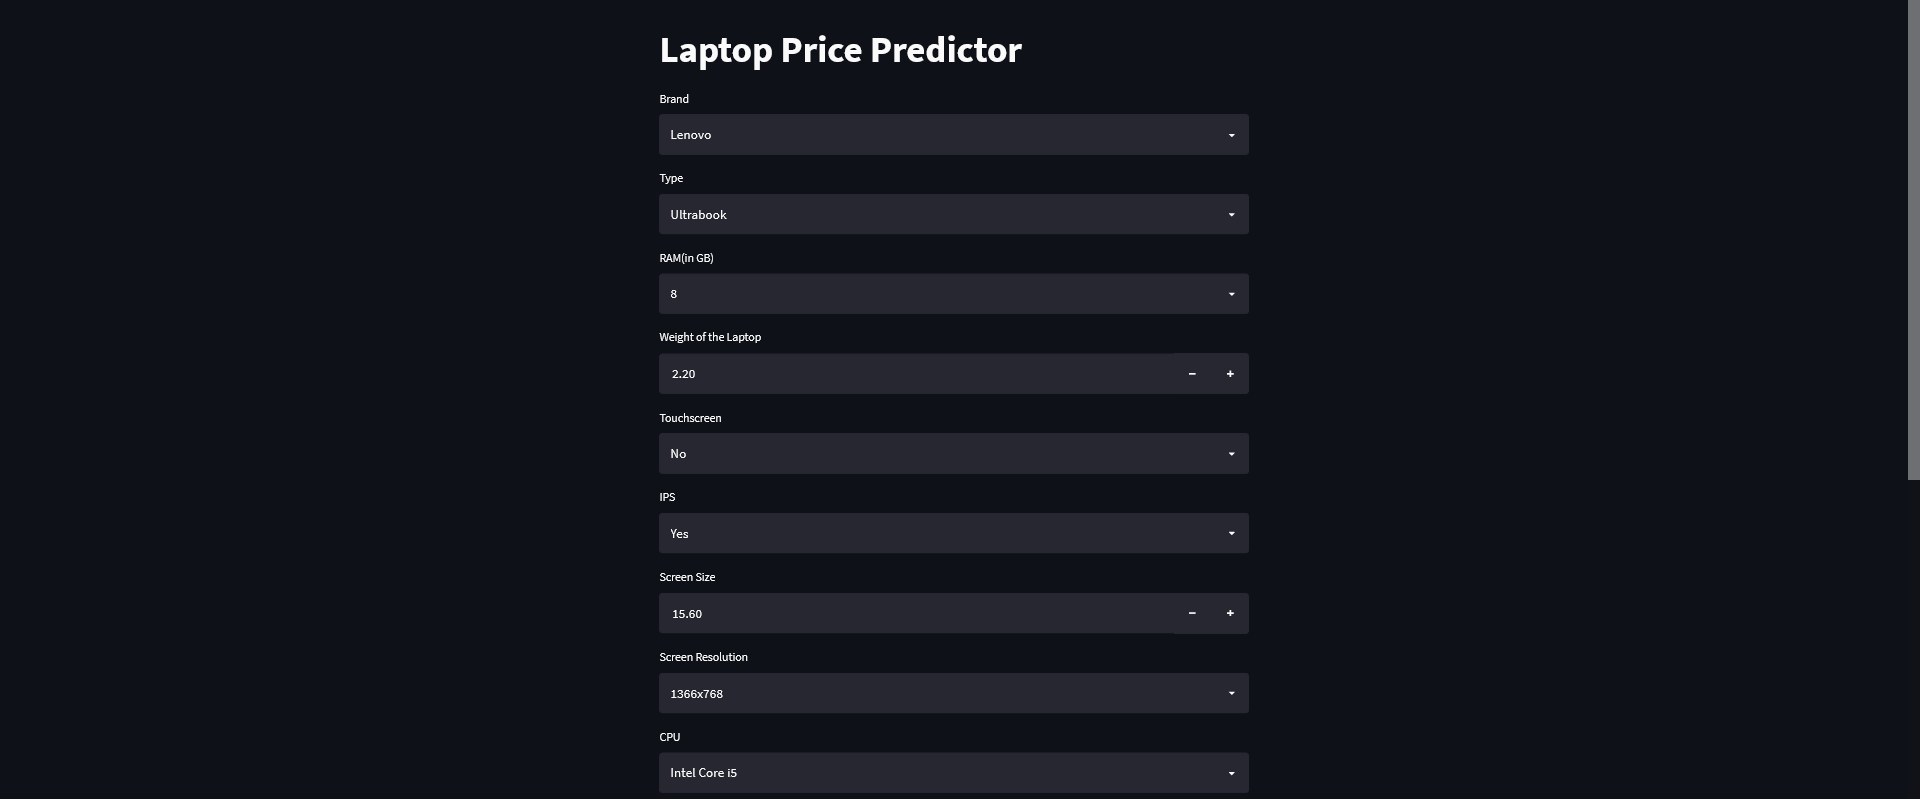 Laptop Price Predictor
Brand
Lenovo
Type
Ultrabook
RAM(in GB)
8
Weight of the Laptop
2.20
Touchscreen
No
IPS
Yes
Screen Size
15.60
Screen Resolution
1366x768
CPU
Intel Core i5